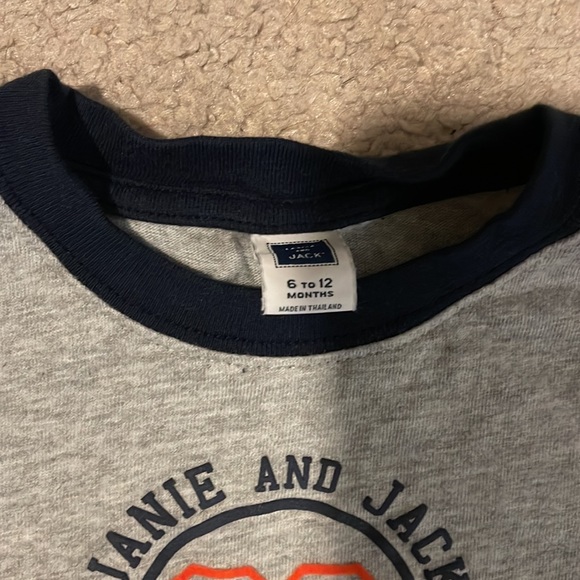 JACK
6 TO 12
MONTHS
MADE IN THAILAND
JANIE AND JACK